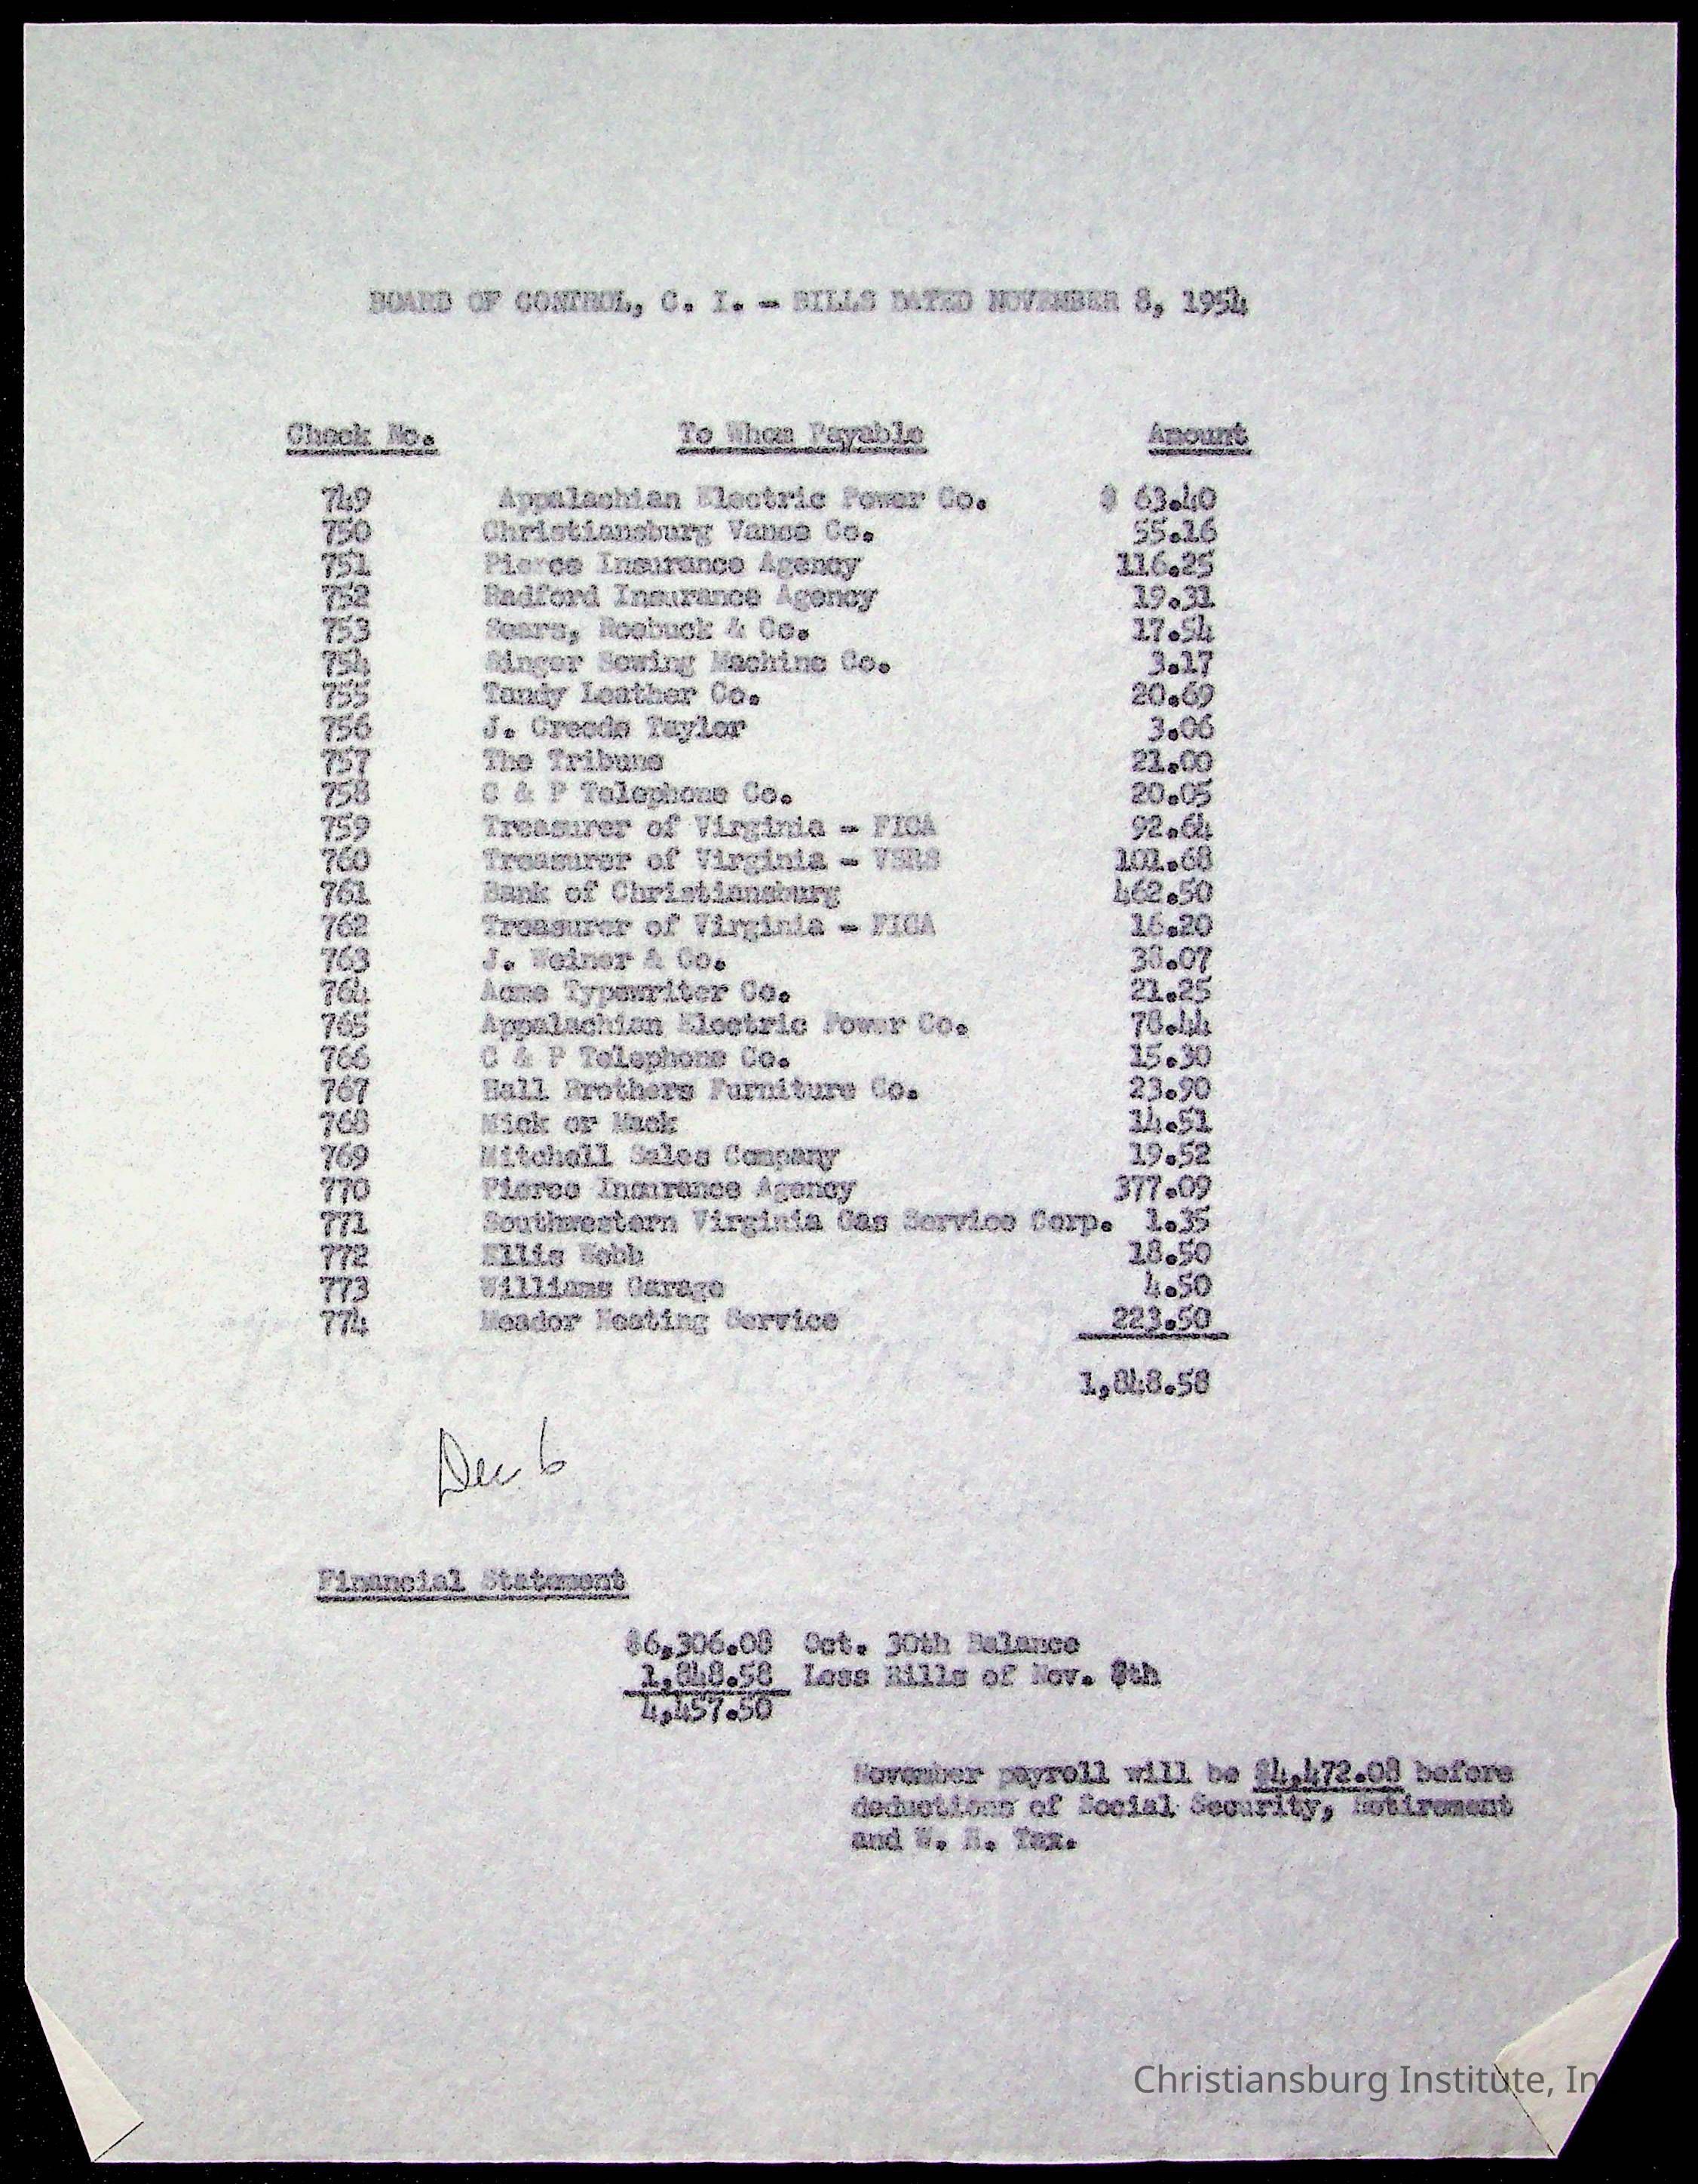 BOARD OF CONTROL, C. I. - BILLS DATED NOVEMBER 8, 1954
Check No. To Whom Payable Amount
749 Appalachian Electric Power Co. $ 63.40
750 Christiansburg Vance Co. 55.16
751 Pierce Insurance Agency 116.25
752 Radford Insurance Agency 19.31
753 Sears, Roebuck & Co. 17.54
754 Singer Sewing Machine Co. 3.17
755 Tandy Leather Co. 20.69
756 J. Creede Taylor 3.06
757 The Tribune 21.00
758 C & P Telephone Co. 20.05
759 Treasurer of Virginia - FICA 92.64
760 Treasurer of Virginia - VSRS 101.68
761 Bank of Christiansburg 462.50
762 Treasurer of Virginia - FICA 16.20
763 J. Weiner & Co. 38.07
764 Acme Typewriter Co. 21.25
765 Appalachian Electric Power Co. 78.44
766 C & P Telephone Co. 15.30
767 Hall Brothers Furniture Co. 23.90
768 Mick or Mack 14.51
769 Mitchell Sales Company 19.52
770 Pierce Insurance Agency 377.09
771 Southwestern Virginia Gas Service Corp. 1.35
772 Ellis Webb 18.50
773 Williams Garage 4.50
774 Meador Heating Service 223.50
1,848.58
Dec 6
Financial Statement
$6,306.08 Oct. 30th Balance
1,848.58 Less Bills of Nov. 8th
4,457.50
November payroll will be $4,472.08 before
deductions of Social Security, Retirement
and W. H. Tax.
Christiansburg Institute, In